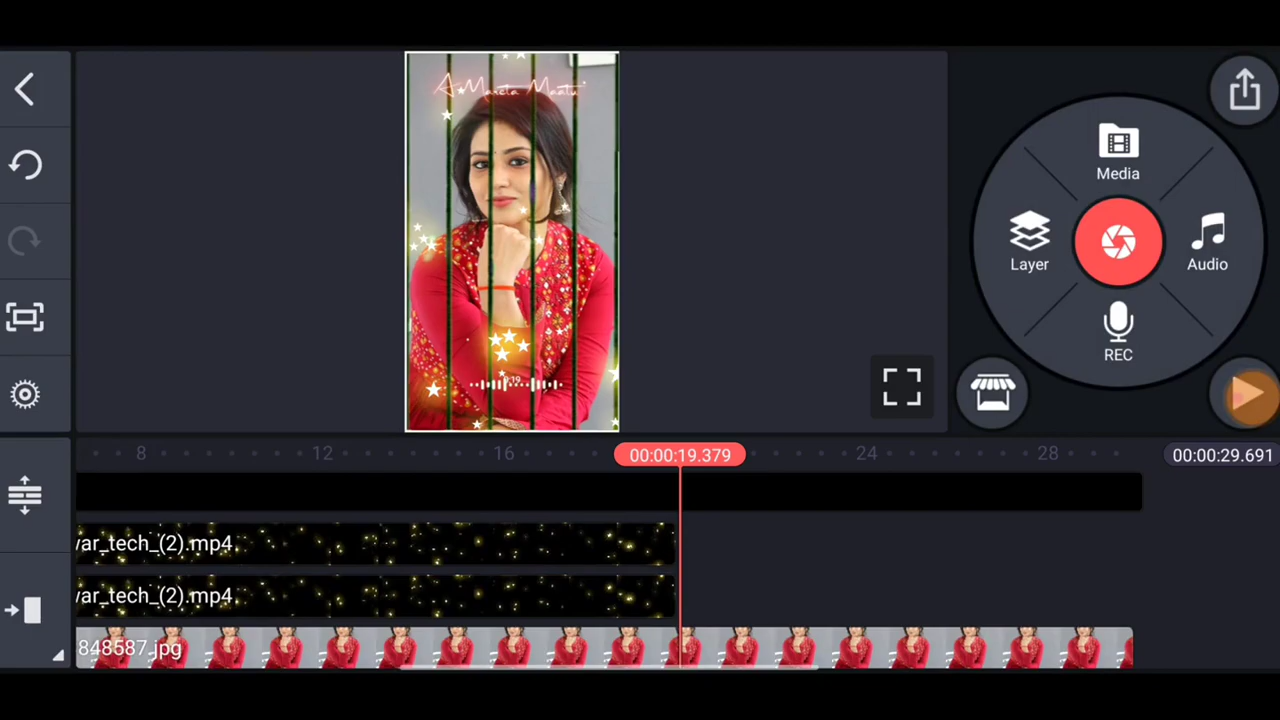 Media
Layer
Audio
REC
8
12
16
00:00:19.379
24
28
00:00:29.691
var_tech_(2).mp4
var_tech_(2).mp4
848587.jpg